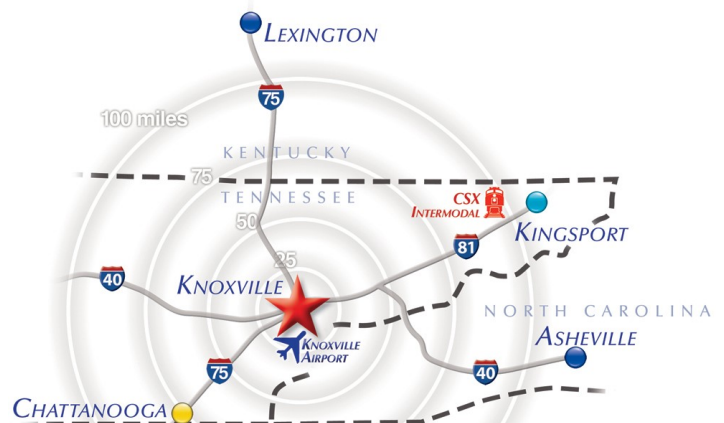 LEXINGTON
75
100 miles
KENTUCKY
75
TENNESSEE
CSX
INTERMODAL
50
KINGSPORT
81
25
40
KNOXVILLE
NORTH CAROLINA
ASHEVILLE
KNOXVILLE
AIRPORT
75
40
CHATTANOOGA